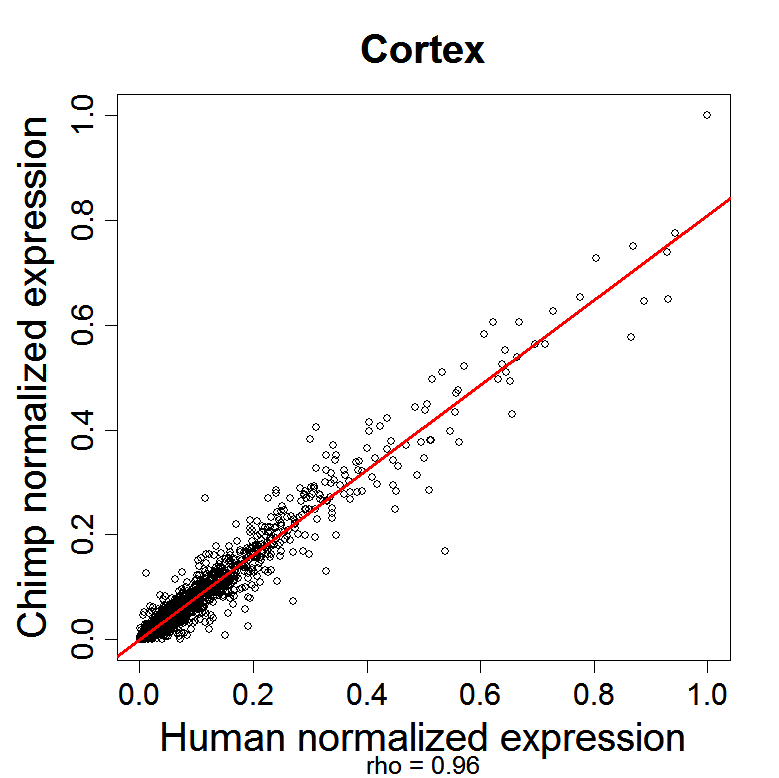 Cortex
Chimp normalized expression
1.0
0.8
0.6
0.4
0.2
0.0
0.0 0.2 0.4 0.6 0.8 1.0
Human normalized expression
rho = 0.96